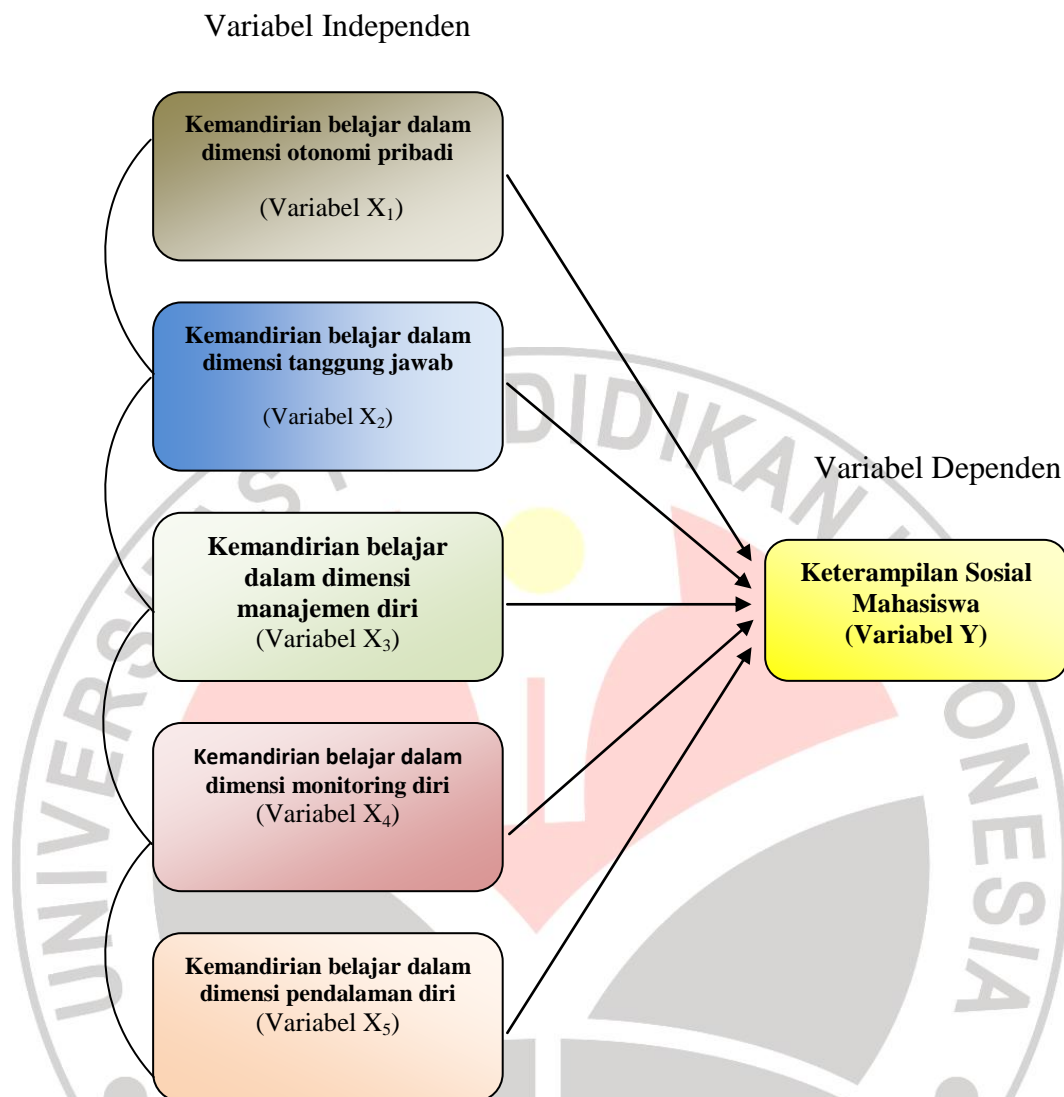 Variabel Independen
Kemandirian belajar dalam
dimensi otonomi pribadi
(Variabel X₁)
Kemandirian belajar dalam
dimensi tanggung jawab
(Variabel X₂)
Variabel Dependen
Kemandirian belajar
dalam dimensi
manajemen diri
(Variabel X₃)
Keterampilan Sosial
Mahasiswa
(Variabel Y)
Kemandirian belajar dalam
dimensi monitoring diri
(Variabel X₄)
Kemandirian belajar dalam
dimensi pendalaman diri
(Variabel X₅)